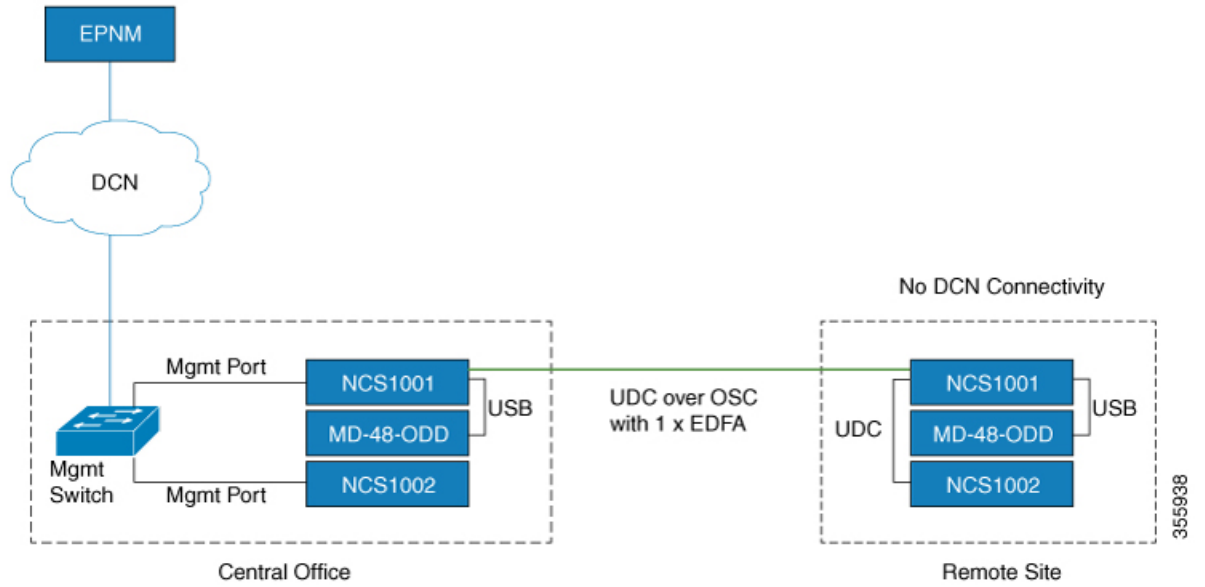 EPNM
DCN
No DCN Connectivity
Mgmt Port
NCS1001
USB
MD-48-ODD
Mgmt
Switch
Mgmt Port
NCS1002
UDC over OSC
with 1 x EDFA
NCS1001
UDC
USB
MD-48-ODD
NCS1002
355938
Central Office
Remote Site